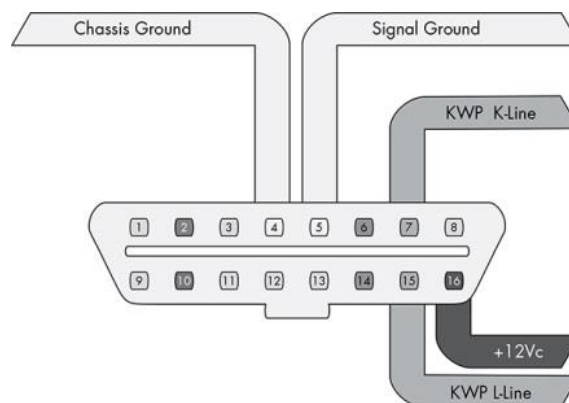 Chassis Ground
Signal Ground
KWP K-Line
1 2 3 4 5 6 7 8
9 10 11 12 13 14 15 16
+12Vc
KWP L-Line